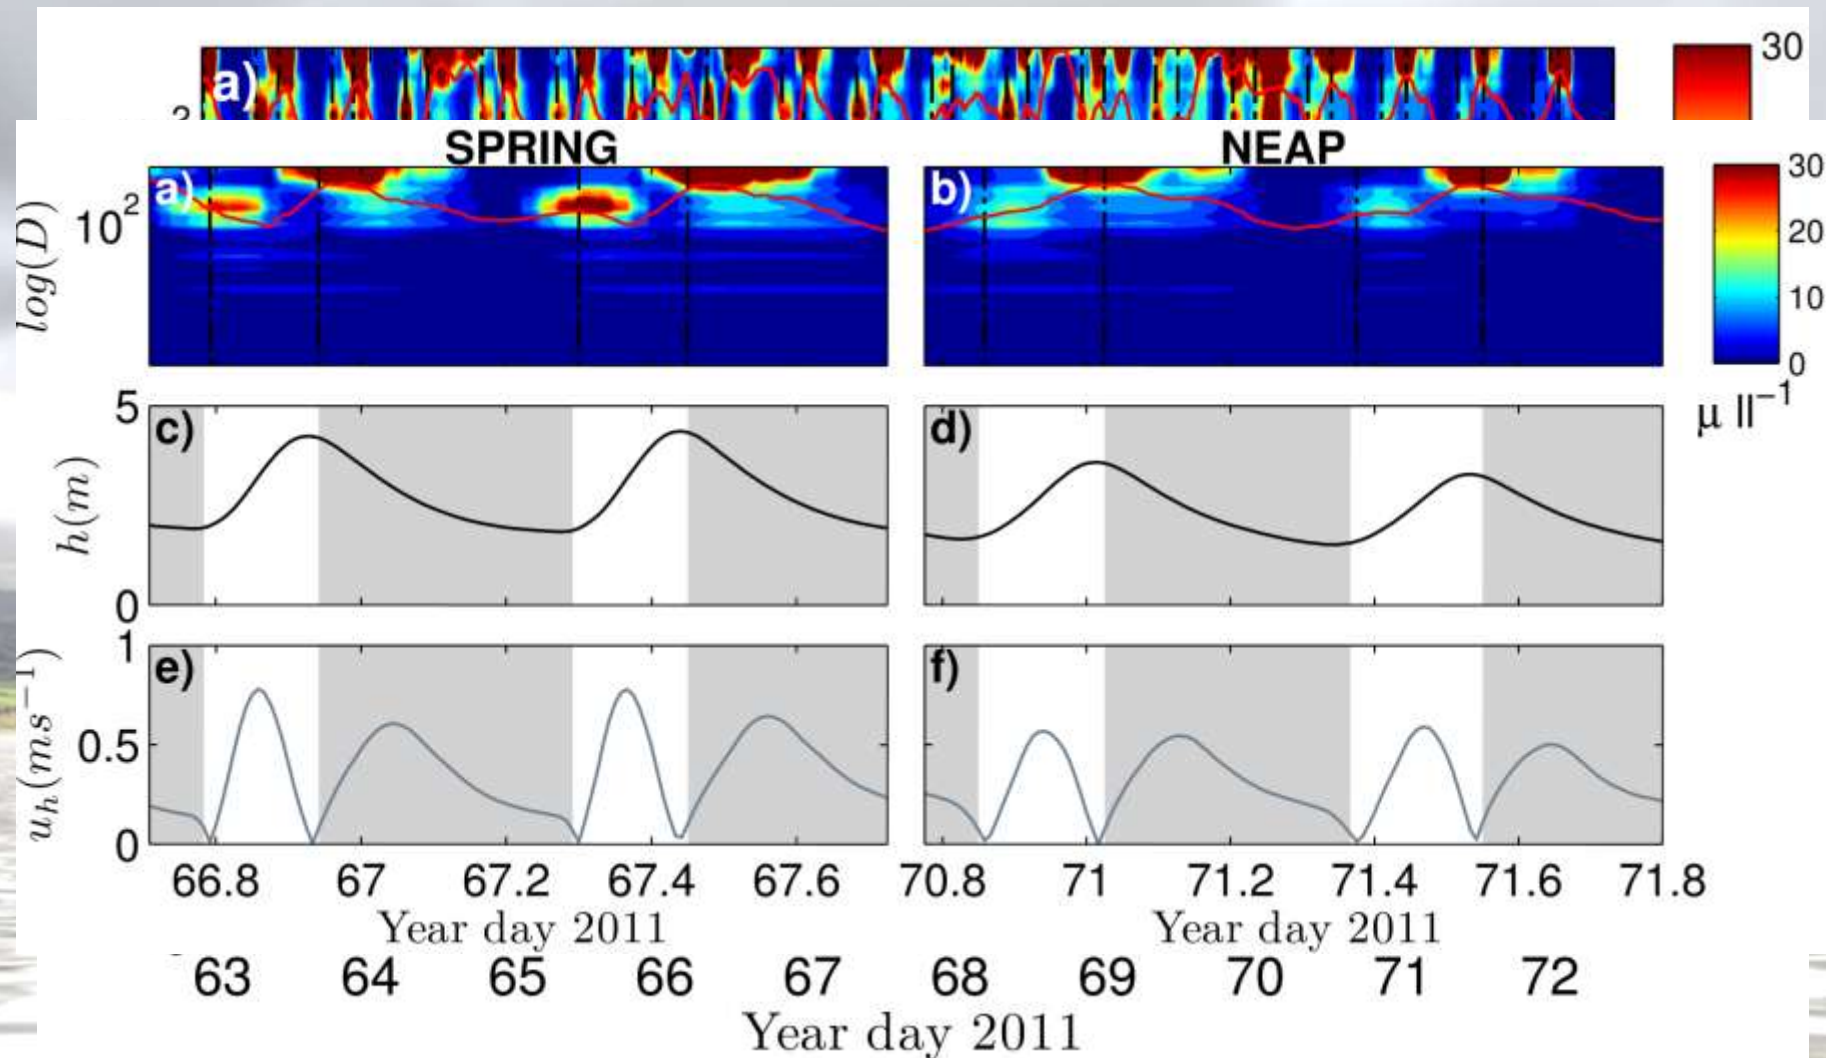 a)
30
2
SPRING
NEAP
a)
b)
log(D)
10²
30
20
10
0
μ ll⁻¹
c)
d)
h(m)
5
0
e)
f)
u_h(ms⁻¹)
1
0.5
0
66.8 67 67.2 67.4 67.6
70.8 71 71.2 71.4 71.6 71.8
Year day 2011
Year day 2011
63 64 65 66 67 68 69 70 71 72
Year day 2011